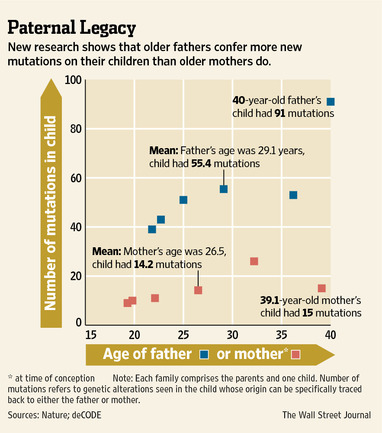 Paternal Legacy
New research shows that older fathers confer more new
mutations on their children than older mothers do.
Number of mutations in child
100
80
60
40
20
0
40-year-old father's
child had 91 mutations
Mean: Father's age was 29.1 years,
child had 55.4 mutations
Mean: Mother's age was 26.5,
child had 14.2 mutations
39.1-year-old mother's
child had 15 mutations
15 20 25 30 35 40
Age of father or mother*
* at time of conception Note: Each family comprises the parents and one child. Number of
mutations refers to genetic alterations seen in the child whose origin can be specifically traced
back to either the father or mother.
Sources: Nature; deCODE The Wall Street Journal